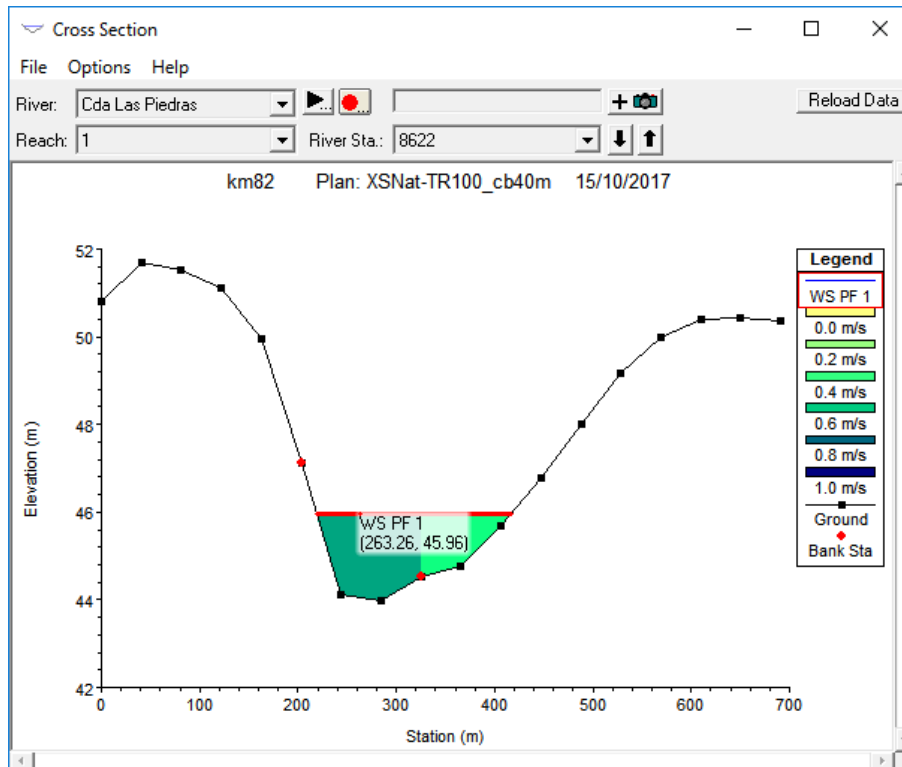 Cross Section
File Options Help
River: Cda Las Piedras
Reload Data
Reach: 1 River Sta.: 8622
km82 Plan: XSNat-TR100_cb40m 15/10/2017
52
50
48
46
44
42
Elevation (m)
0 100 200 300 400 500 600 700
Station (m)
WS PF 1
(263.26, 45.96)
Legend
WS PF 1
0.0 m/s
0.2 m/s
0.4 m/s
0.6 m/s
0.8 m/s
1.0 m/s
Ground
Bank Sta